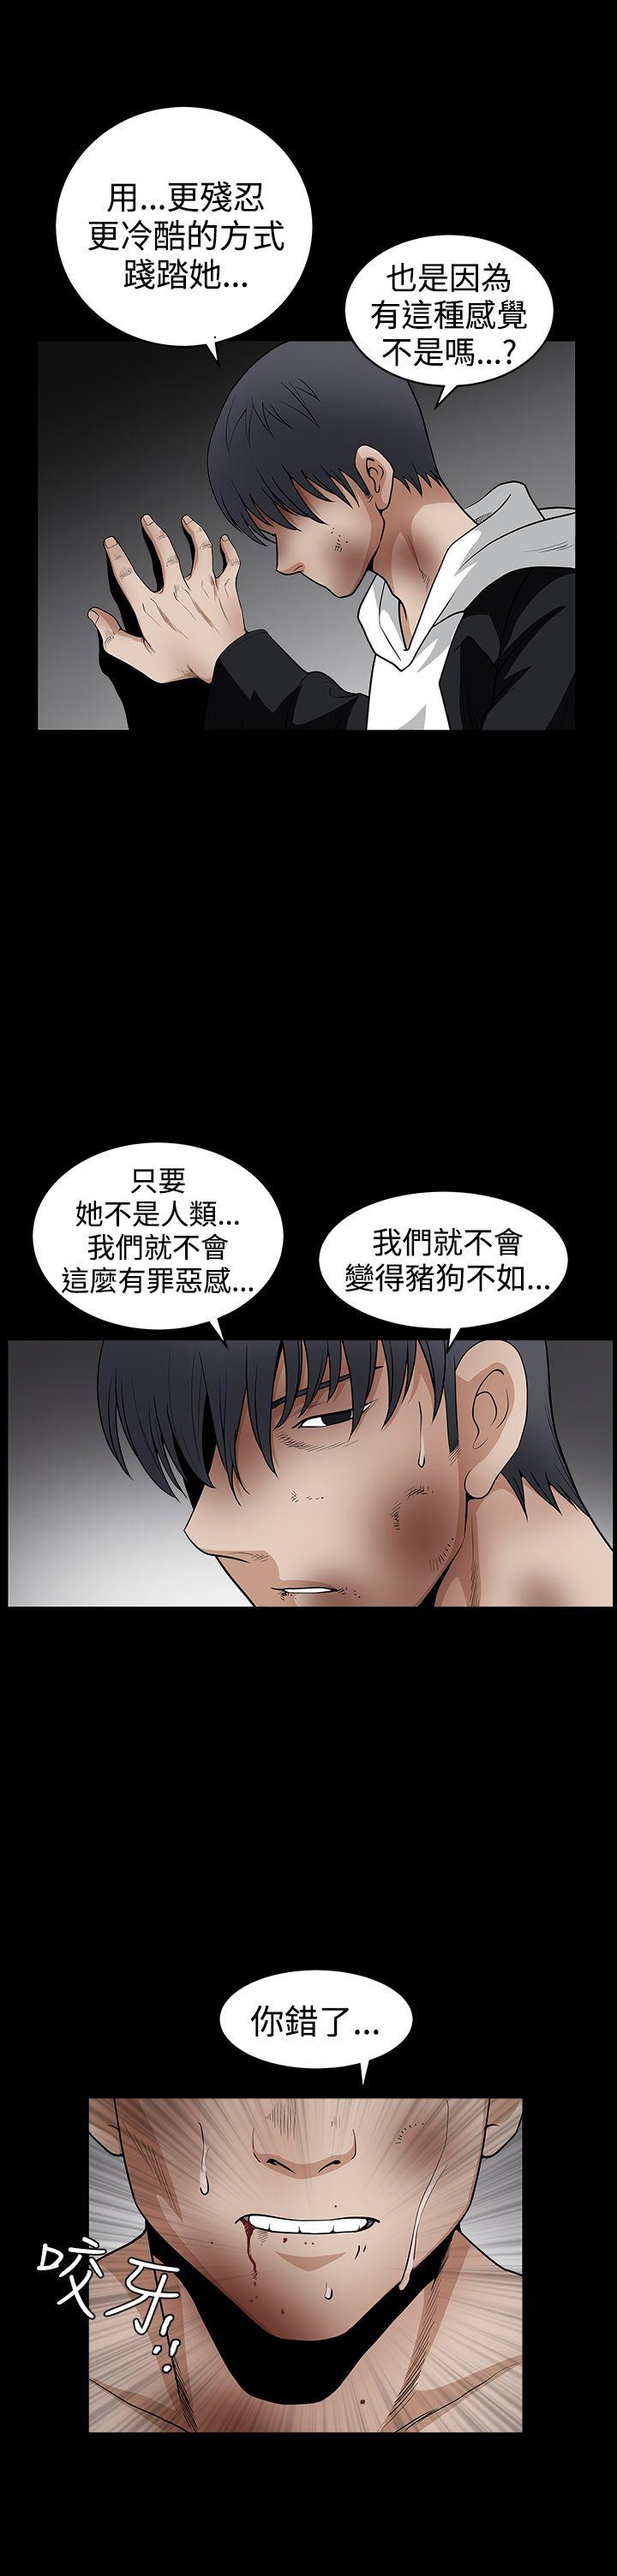 用...更殘忍
更冷酷的方式
踐踏她...
也是因為
有這種感覺
不是嗎...?
只要
她不是人類...
我們就不會
這麼有罪惡感...
我們就不會
變得豬狗不如...
你錯了...
咬牙!!